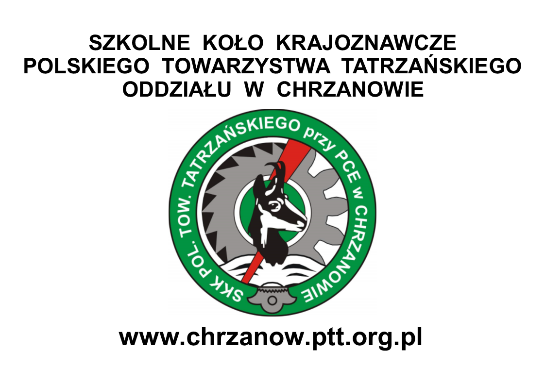 SZKOLNE KOŁO KRAJOZNAWCZE
POLSKIEGO TOWARZYSTWA TATRZAŃSKIEGO
ODDZIAŁU W CHRZANOWIE
SKK POL. TOW. TATRZAŃSKIEGO przy PCE w CHRZANOWIE
www.chrzanow.ptt.org.pl